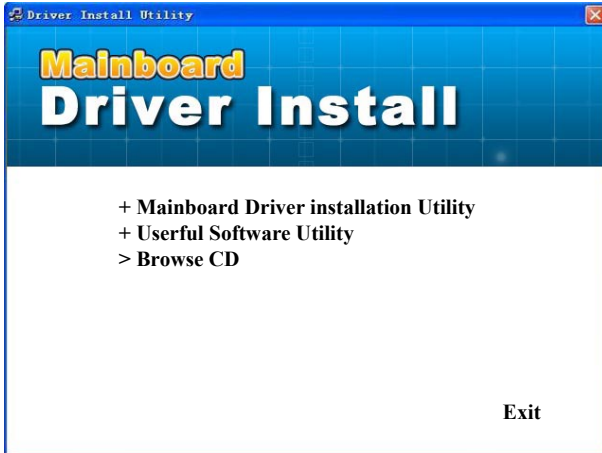 Driver Install Utility
Mainboard
Driver Install
+ Mainboard Driver installation Utility
+ Userful Software Utility
> Browse CD
Exit